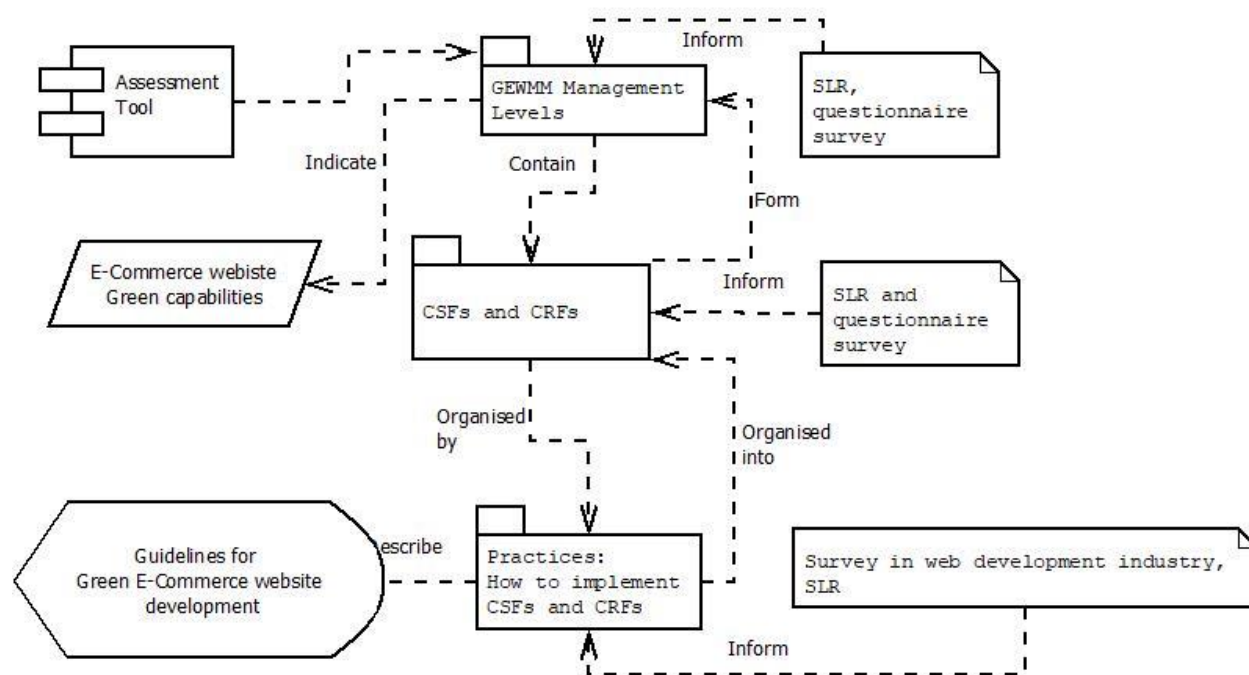 Inform
Assessment
Tool
GEWMM Management
Levels
SLR,
questionnaire
survey
Indicate
Contain
Form
E-Commerce webiste
Green capabilities
Inform
CSFs and CRFs
SLR and
questionnaire
survey
Organised
by
Organised
into
Guidelines for
Green E-Commerce website
development
escribe
Practices:
How to implement
CSFs and CRFs
Survey in web development industry,
SLR
Inform